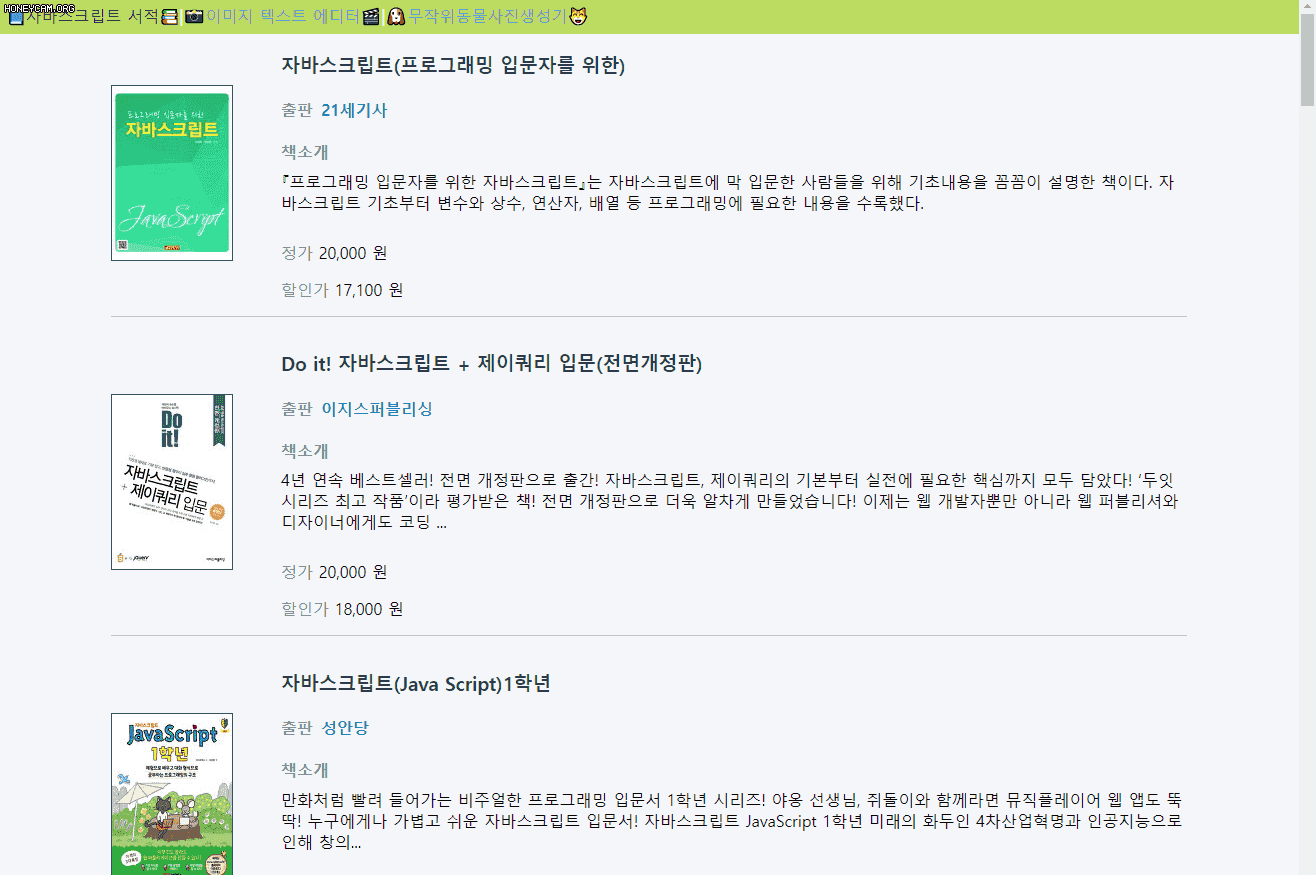 HONEYCAM.ORG
📘자바스크립트 서적📚 📷이미지 텍스트 에디터🎬 🐶무작위동물사진생성기😺
자바스크립트(프로그래밍 입문자를 위한)
출판 21세기사
책소개
『프로그래밍 입문자를 위한 자바스크립트』는 자바스크립트에 막 입문한 사람들을 위해 기초내용을 꼼꼼이 설명한 책이다. 자
바스크립트 기초부터 변수와 상수, 연산자, 배열 등 프로그래밍에 필요한 내용을 수록했다.
정가 20,000 원
할인가 17,100 원
프로그래밍 입문자를 위한
자바스크립트
JavaScript
Do it! 자바스크립트 + 제이쿼리 입문(전면개정판)
출판 이지스퍼블리싱
책소개
4년 연속 베스트셀러! 전면 개정판으로 출간! 자바스크립트, 제이쿼리의 기본부터 실전에 필요한 핵심까지 모두 담았다! ‘두잇
시리즈 최고 작품’이라 평가받은 책! 전면 개정판으로 더욱 알차게 만들었습니다! 이제는 웹 개발자뿐만 아니라 웹 퍼블리셔와
디자이너에게도 코딩 ...
정가 20,000 원
할인가 18,000 원
Do
it!
자바스크립트
+ 제이쿼리 입문
자바스크립트(Java Script)1학년
출판 성안당
책소개
만화처럼 빨려 들어가는 비주얼한 프로그래밍 입문서 1학년 시리즈! 야옹 선생님, 쥐돌이와 함께라면 뮤직플레이어 웹 앱도 뚝
딱! 누구에게나 가볍고 쉬운 자바스크립트 입문서! 자바스크립트 JavaScript 1학년 미래의 화두인 4차산업혁명과 인공지능으로
인해 창의...
자바스크립트
JavaScript
1학년